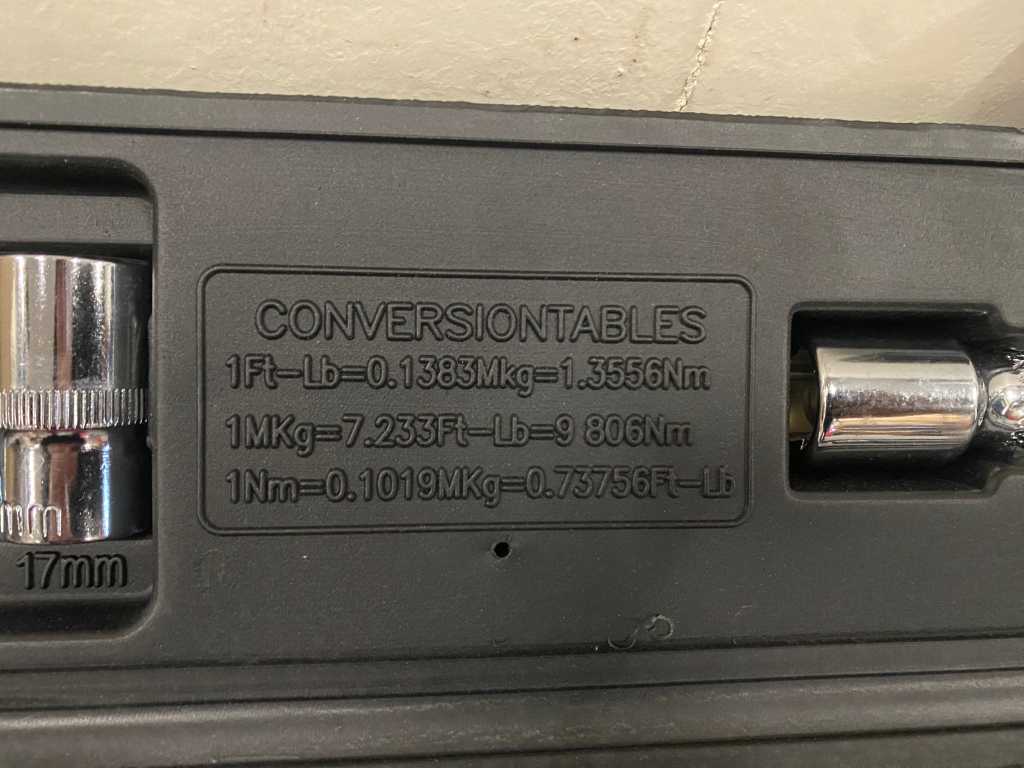 CONVERSIONTABLES
1Ft-Lb=0.1383Mkg=1.3556Nm
1MKg=7.233Ft-Lb=9 806Nm
1Nm=0.1019MKg=0.73756Ft-Lb
17mm